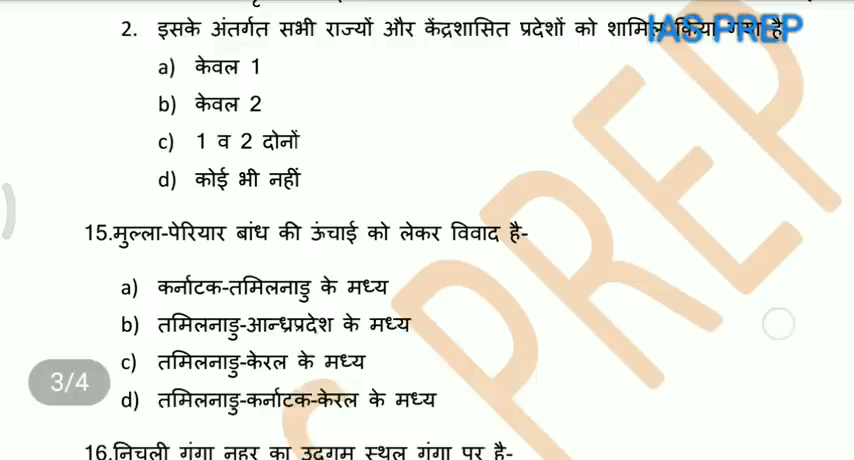 2. इसके अंतर्गत सभी राज्यों और केंद्रशासित प्रदेशों को शामिल किया गया है
IAS PREP
a) केवल 1
b) केवल 2
c) 1 व 2 दोनों
d) कोई भी नहीं
15.मुल्ला-पेरियार बांध की ऊंचाई को लेकर विवाद है-
a) कर्नाटक-तमिलनाडु के मध्य
b) तमिलनाडु-आन्ध्रप्रदेश के मध्य
c) तमिलनाडु-केरल के मध्य
3/4
d) तमिलनाडु-कर्नाटक-केरल के मध्य
16.निचली गंगा नहर का उदगम स्थल गंगा पर है-
S PREP